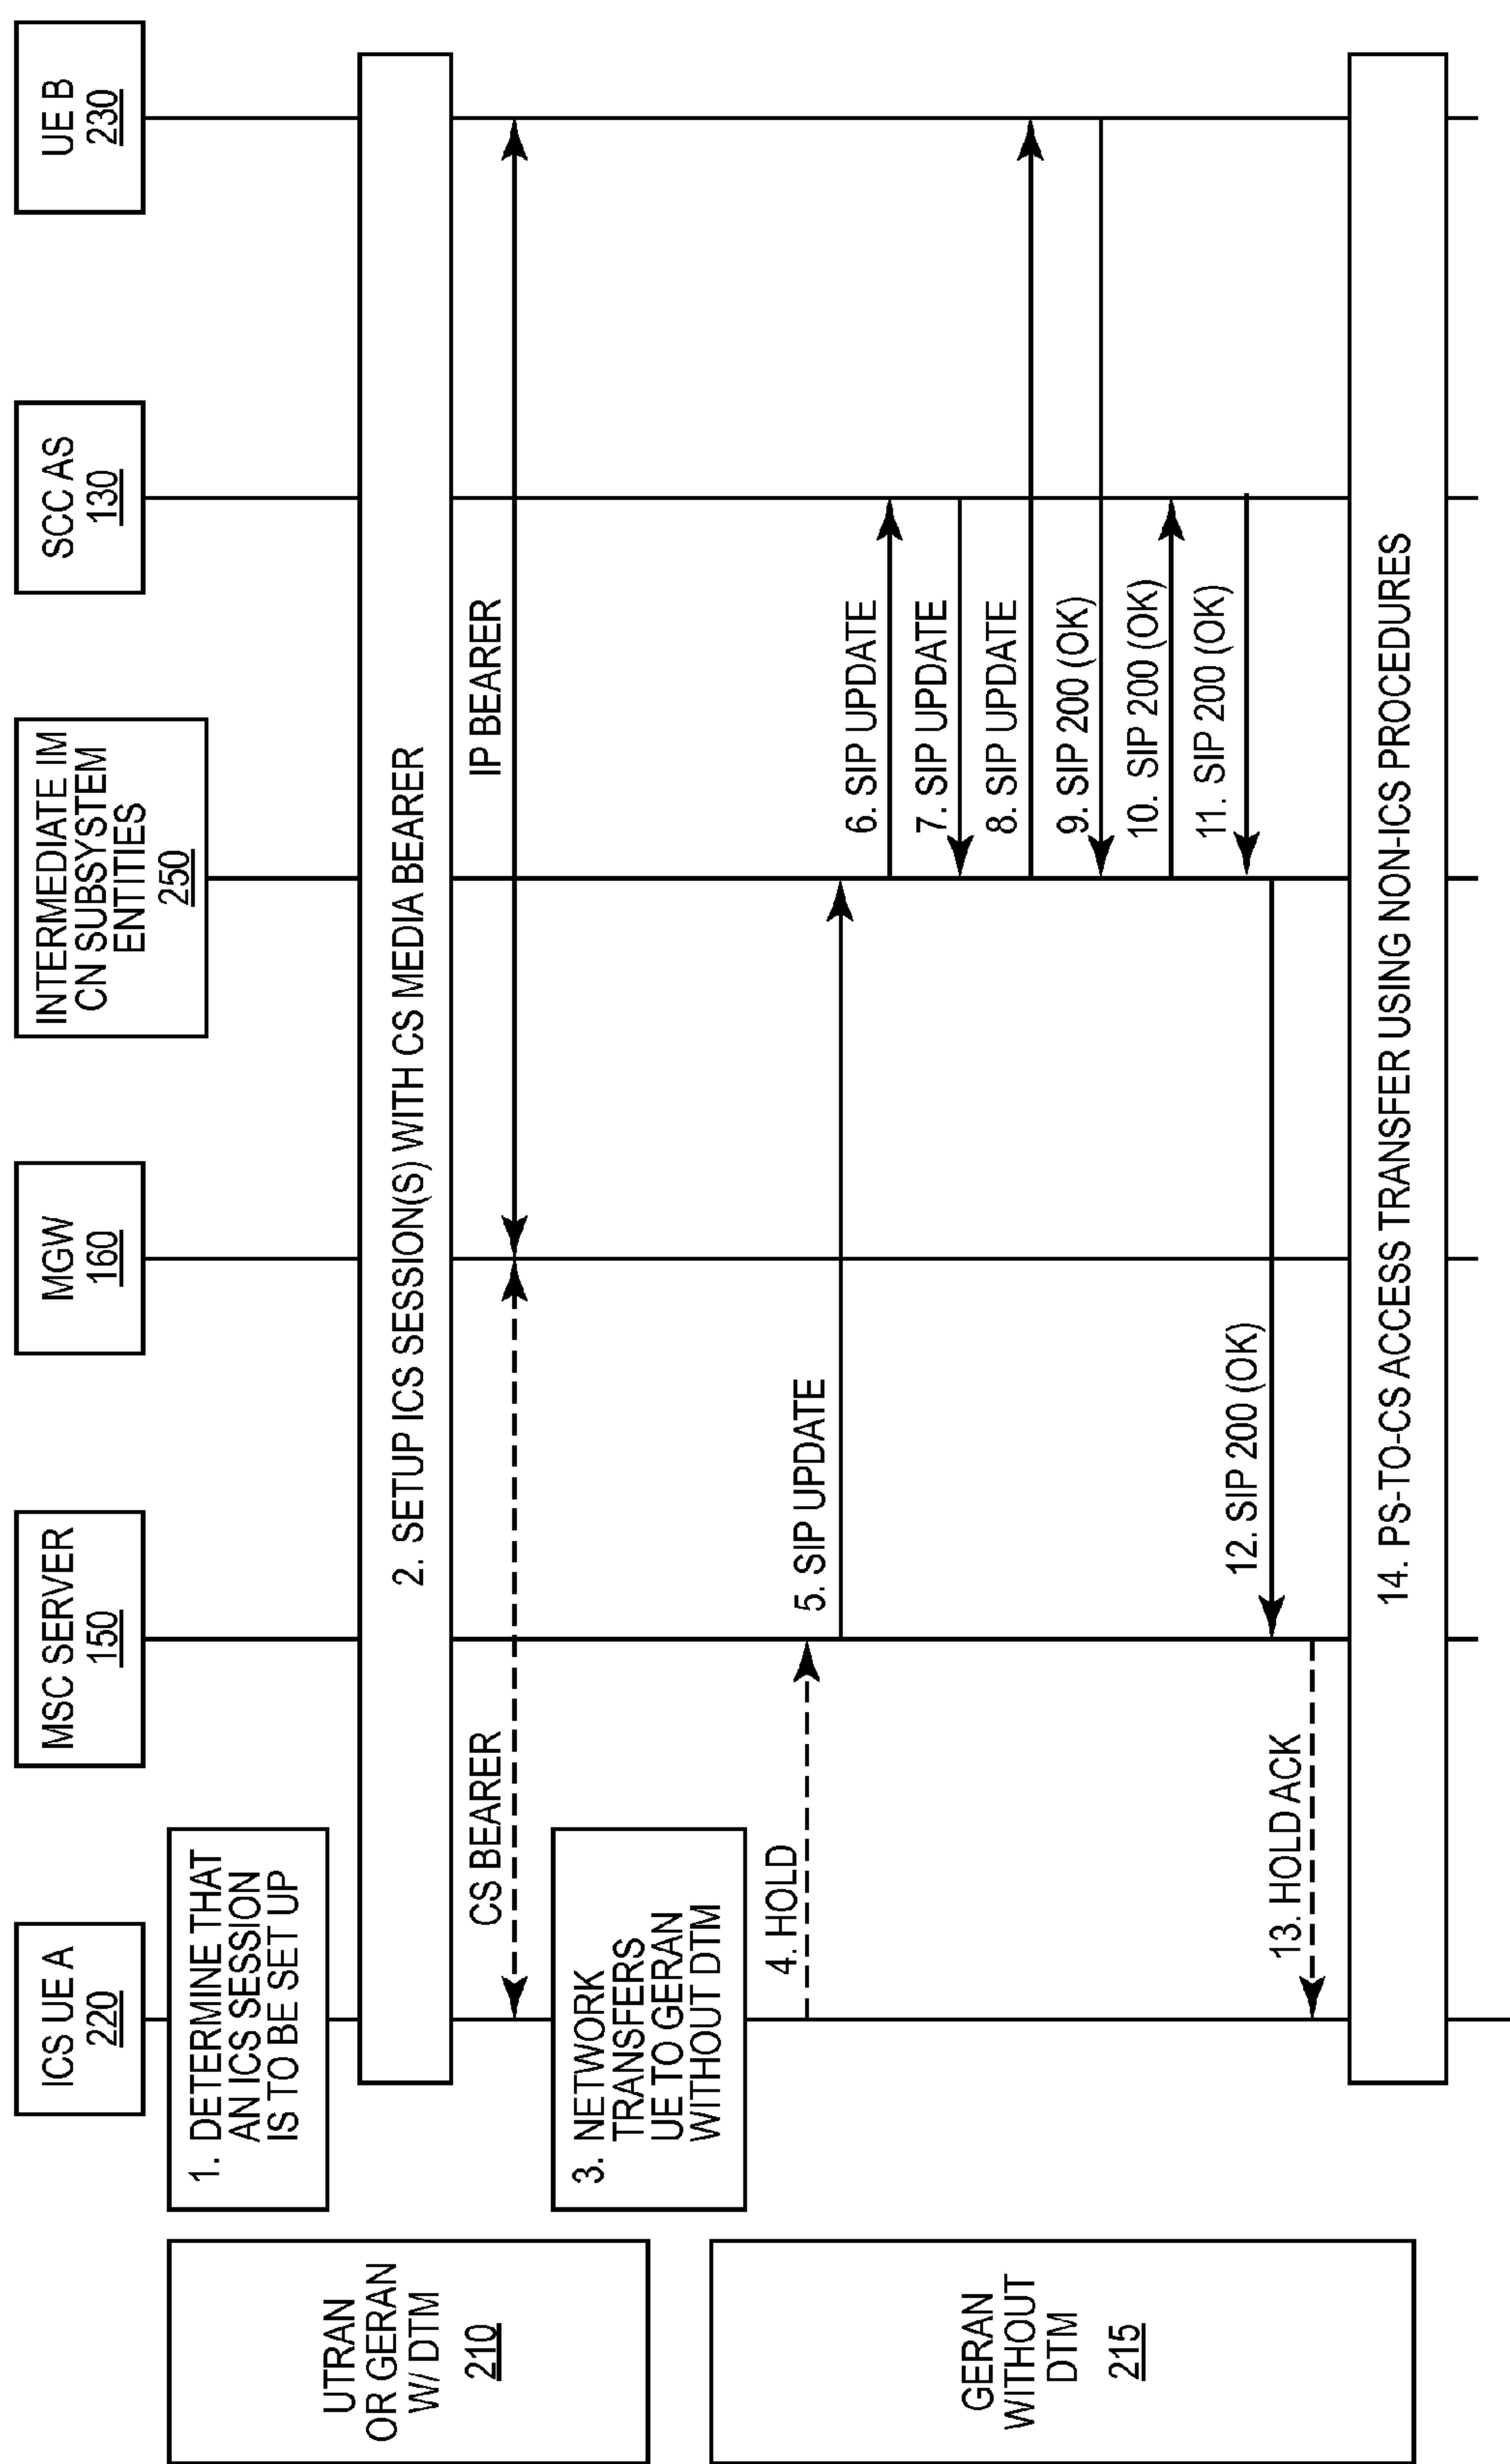 ICS UE A
220
MSC SERVER
150
MGW
160
INTERMEDIATE IM
CN SUBSYSTEM
ENTITIES
250
SCC AS
130
UE B
230
UTRAN
OR GERAN
W/ DTM
210
1. DETERMINE THAT
AN ICS SESSION
IS TO BE SET UP
2. SETUP ICS SESSION(S) WITH CS MEDIA BEARER
CS BEARER
IP BEARER
3. NETWORK
TRANSFERS
UE TO GERAN
WITHOUT DTM
GERAN
WITHOUT
DTM
215
4. HOLD
5. SIP UPDATE
6. SIP UPDATE
7. SIP UPDATE
8. SIP UPDATE
9. SIP 200 (OK)
10. SIP 200 (OK)
11. SIP 200 (OK)
12. SIP 200 (OK)
13. HOLD ACK
14. PS-TO-CS ACCESS TRANSFER USING NON-ICS PROCEDURES